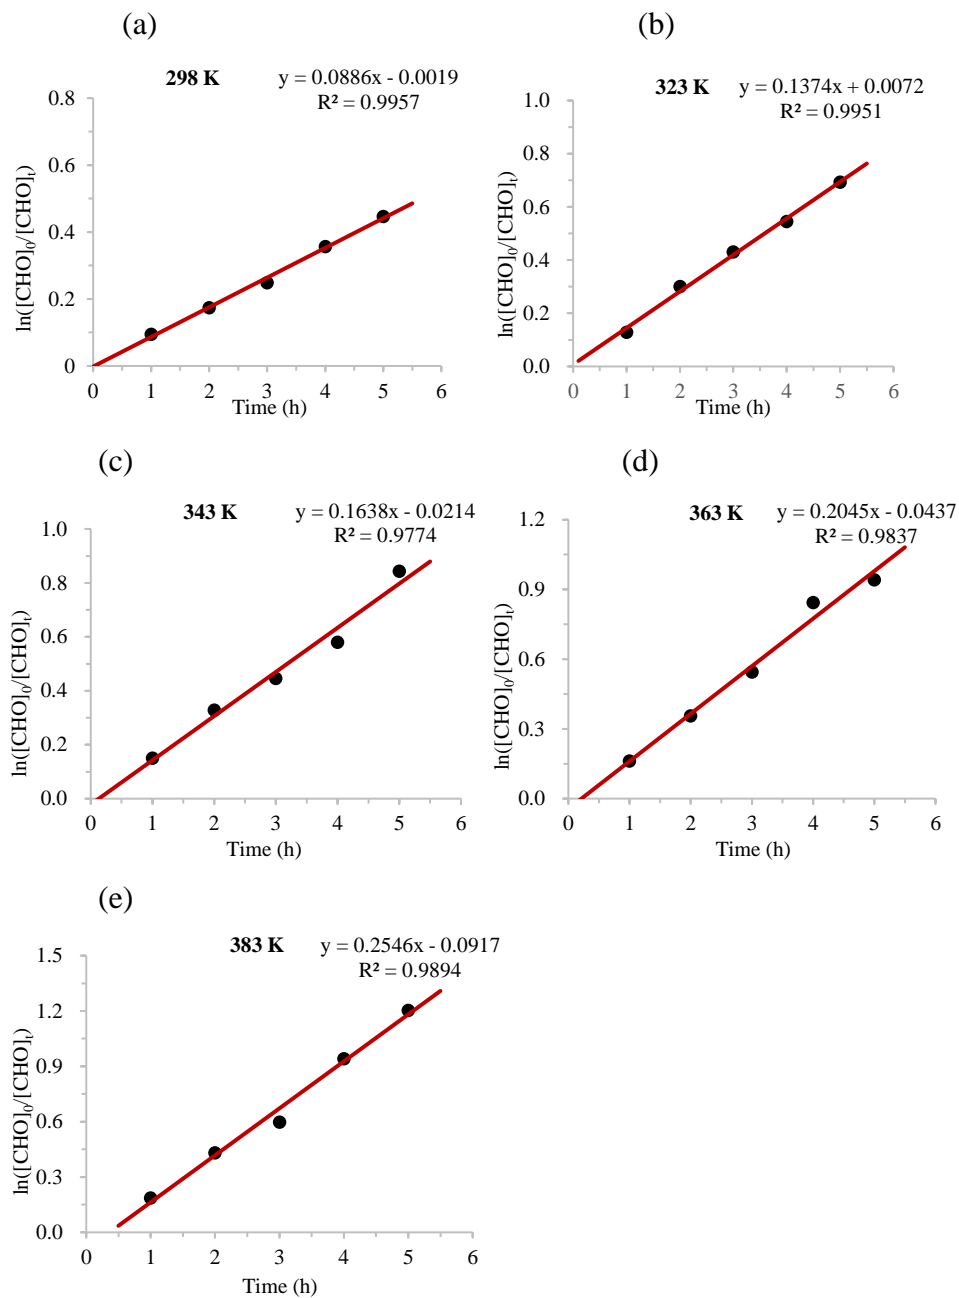 (a)
298 K y = 0.0886x - 0.0019
R² = 0.9957
0.8
0.6
0.4
0.2
0
ln([CHO]₀/[CHO]ₜ)
0 1 2 3 4 5 6
Time (h)
(b)
323 K y = 0.1374x + 0.0072
R² = 0.9951
1.0
0.8
0.6
0.4
0.2
0.0
ln([CHO]₀/[CHO]ₜ)
0 1 2 3 4 5 6
Time (h)
(c)
343 K y = 0.1638x - 0.0214
R² = 0.9774
1.0
0.8
0.6
0.4
0.2
0.0
ln([CHO]₀/[CHO]ₜ)
0 1 2 3 4 5 6
Time (h)
(d)
363 K y = 0.2045x - 0.0437
R² = 0.9837
1.2
0.9
0.6
0.3
0.0
ln([CHO]₀/[CHO]ₜ)
0 1 2 3 4 5 6
Time (h)
(e)
383 K y = 0.2546x - 0.0917
R² = 0.9894
1.5
1.2
0.9
0.6
0.3
0.0
ln([CHO]₀/[CHO]ₜ)
0 1 2 3 4 5 6
Time (h)